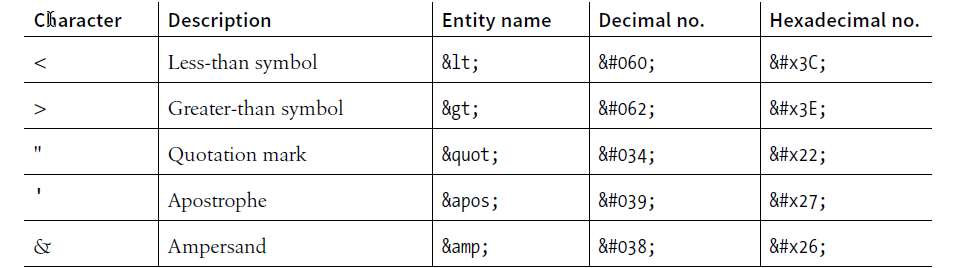 Character Description Entity name Decimal no. Hexadecimal no.
< Less-than symbol &lt; &#060; &#x3C;
> Greater-than symbol &gt; &#062; &#x3E;
" Quotation mark &quot; &#034; &#x22;
' Apostrophe &apos; &#039; &#x27;
& Ampersand &amp; &#038; &#x26;